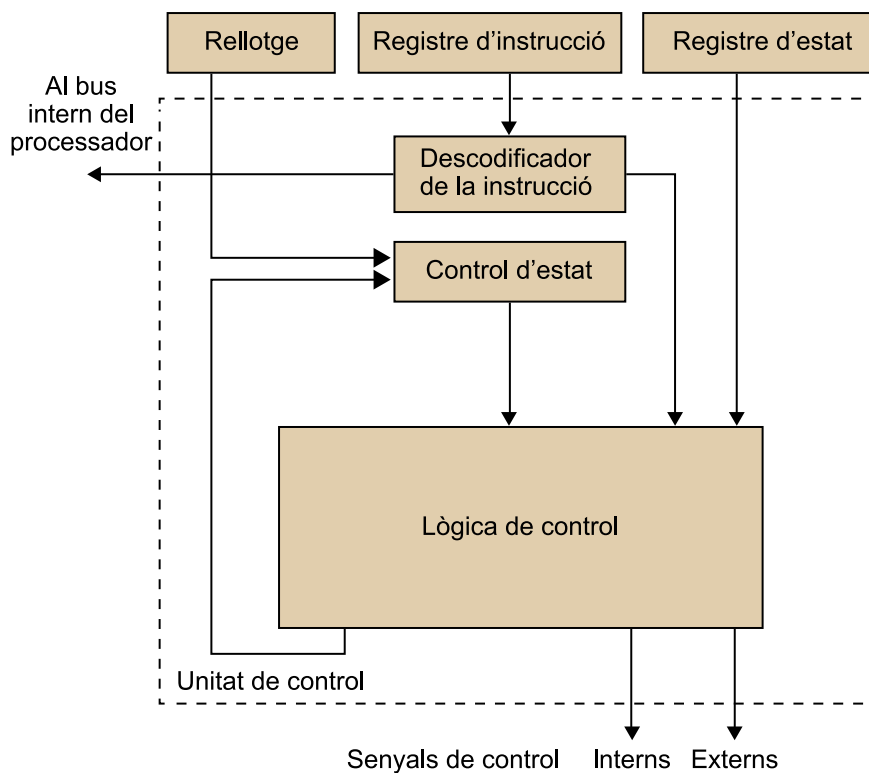 Rellotge
Registre d’instrucció
Registre d’estat
Al bus
intern del
processador
Descodificador
de la instrucció
Control d’estat
Lògica de control
Unitat de control
Senyals de control
Interns
Externs